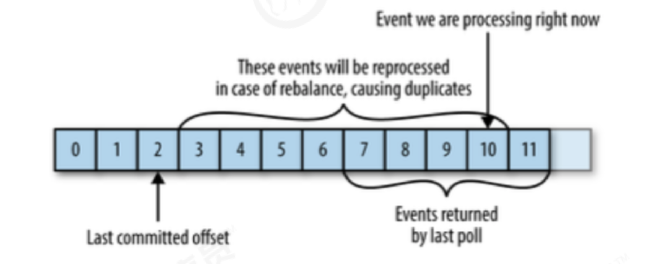 Event we are processing right now
These events will be reprocessed
in case of rebalance, causing duplicates
0 1 2 3 4 5 6 7 8 9 10 11
Last committed offset
Events returned
by last poll